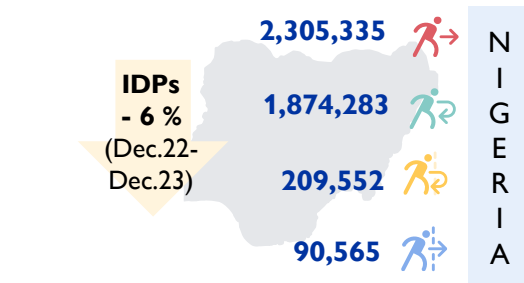 2,305,335
IDPs
- 6 %
(Dec.22-
Dec.23)
1,874,283
209,552
90,565
N
I
G
E
R
I
A